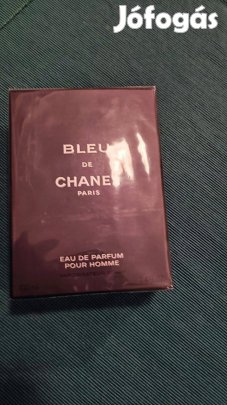 Jófogás
BLEU
DE
CHANEL
PARIS
EAU DE PARFUM
POUR HOMME